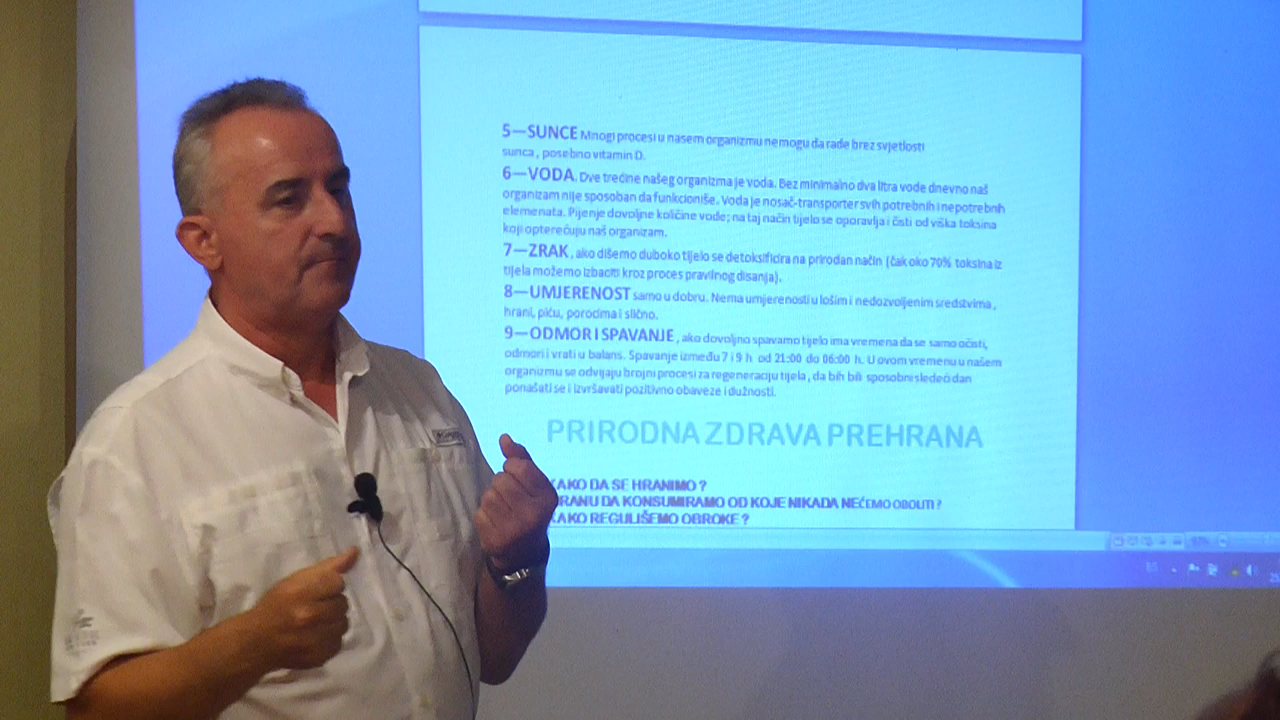 5—SUNCE Mnogi procesi u nasem organizmu nemogu da rade brez svjetlosti
sunca , posebno vitamin D.
6—VODA. Dve trećine našeg organizma je voda. Bez minimalno dva litra vode dnevno naš
organizam nije sposoban da funkcioniše. Voda je nosač-transporter svih potrebnih i nepotrebnih
elemenata. Pijenje dovoljne količine vode; na taj način tijelo se oporavlja i čisti od viška toksina
koji opterećuju naš organizam.
7—ZRAK , ako dišemo duboko tijelo se detoksificira na prirodan način (čak oko 70% toksina iz
tijela možemo izbaciti kroz proces pravilnog disanja).
8—UMJERENOST samo u dobru. Nema umjerenosti u lošim i nedozvoljenim sredstvima ,
hrani, piću, porocima i slično.
9—ODMOR I SPAVANJE , ako dovoljno spavamo tijelo ima vremena da se samo očisti,
odmori i vrati u balans. Spavanje između 7 i 9 h od 21:00 do 06:00 h. U ovom vremenu u našem
organizmu se odvijaju brojni procesi za regeneraciju tijela , da bih bili sposobni sledeći dan
ponašati se i izvršavati pozitivno obaveze i dužnosti.
PRIRODNA ZDRAVA PREHRANA
KAKO DA SE HRANIMO ?
RANU DA KONSUMIRAMO OD KOJE NIKADA NEĆEMO OBOLITI ?
KAKO REGULIŠEMO OBROKE ?